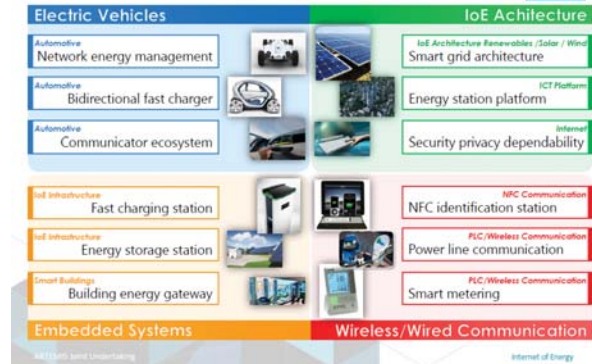 Electric Vehicles
IoE Achitecture
Automotive
Network energy management
Automotive
Bidirectional fast charger
Automotive
Communicator ecosystem
IoE Architecture Renewables /Solar / Wind
Smart grid architecture
ICT Platform
Energy station platform
Internet
Security privacy dependability
IoE Infrastructure
Fast charging station
IoE Infrastructure
Energy storage station
Smart Buildings
Building energy gateway
NFC Communication
NFC identification station
PLC/Wireless Communication
Power line communication
PLC/Wireless Communication
Smart metering
Embedded Systems
Wireless/Wired Communication
ARTEMIS Joint Undertaking
Internet of Energy